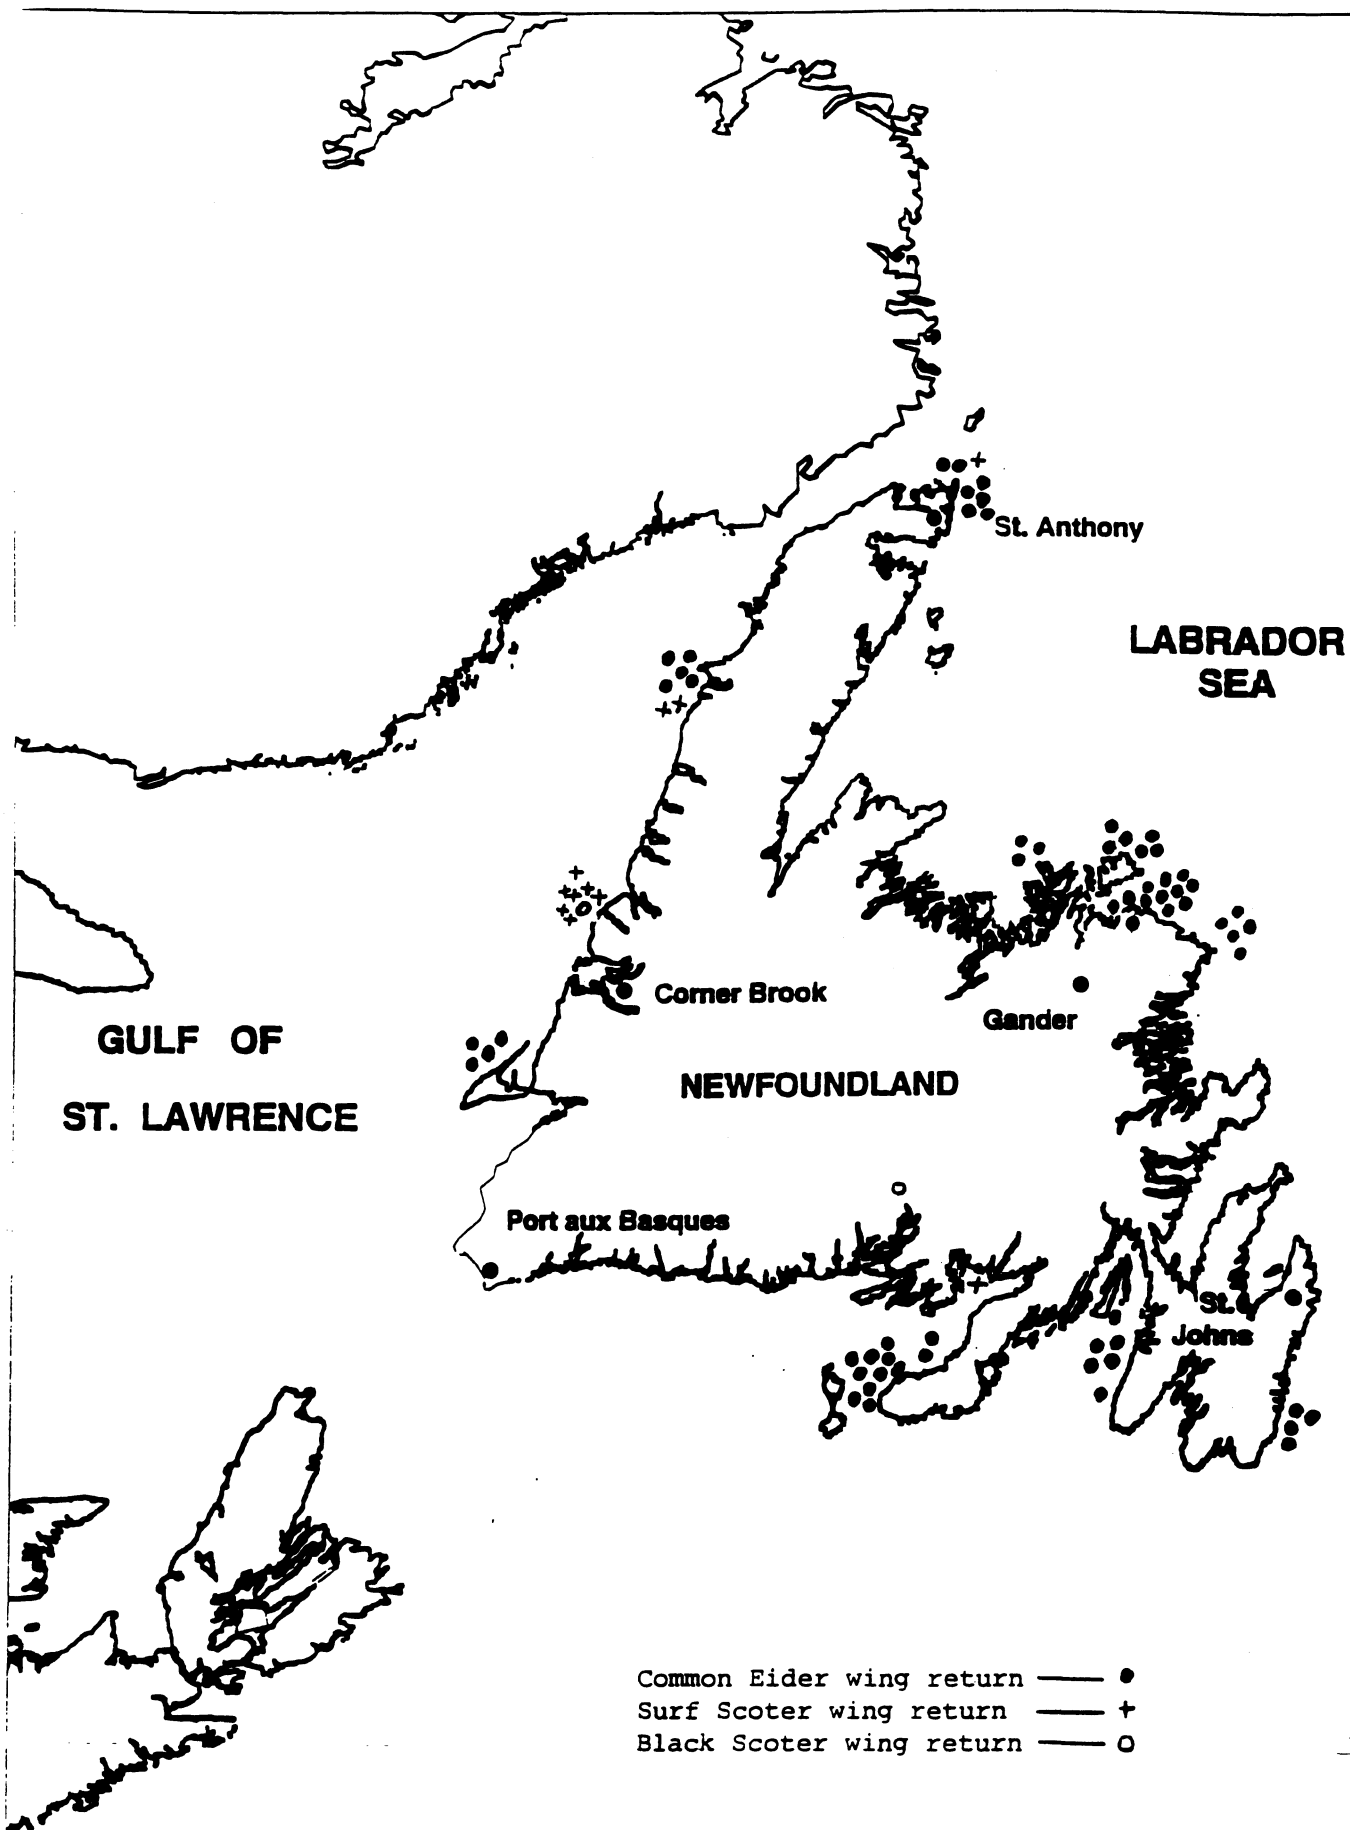 St. Anthony
LABRADOR
SEA
Corner Brook
Gander
GULF OF
ST. LAWRENCE
NEWFOUNDLAND
Port aux Basques
St.
Johns
Common Eider wing return
Surf Scoter wing return
Black Scoter wing return